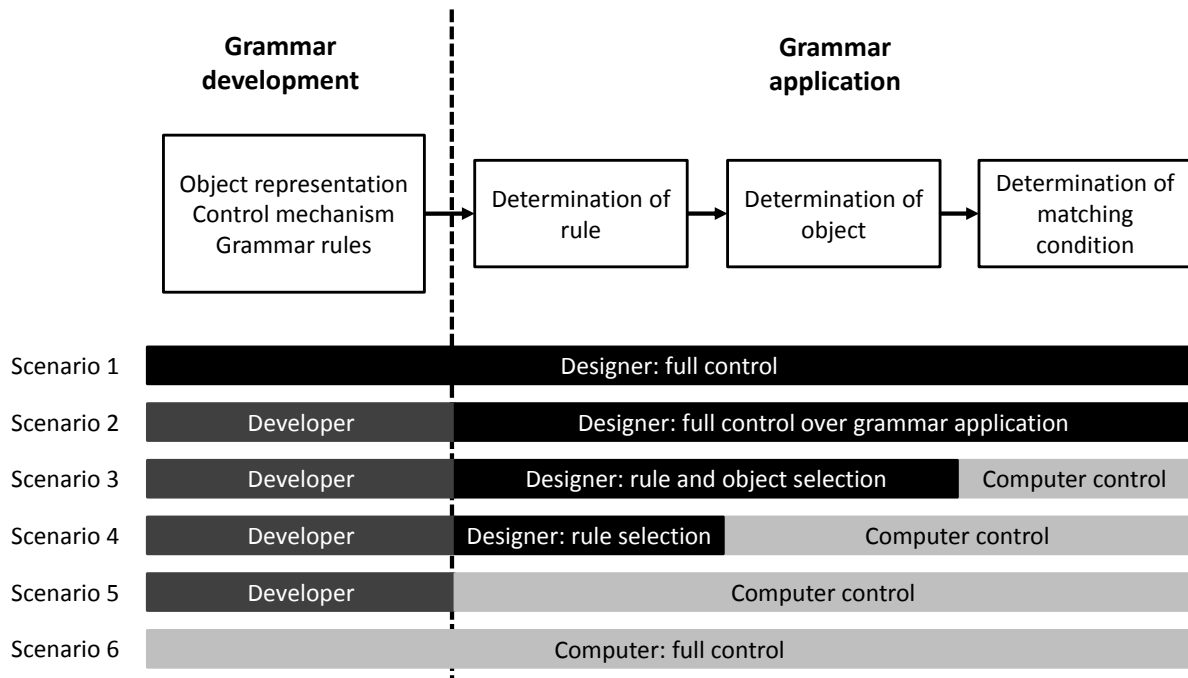 Grammar
development
Grammar
application
Object representation
Control mechanism
Grammar rules
Determination of
rule
Determination of
object
Determination of
matching
condition
Scenario 1
Designer: full control
Scenario 2
Developer
Designer: full control over grammar application
Scenario 3
Developer
Designer: rule and object selection
Computer control
Scenario 4
Developer
Designer: rule selection
Computer control
Scenario 5
Developer
Computer control
Scenario 6
Computer: full control